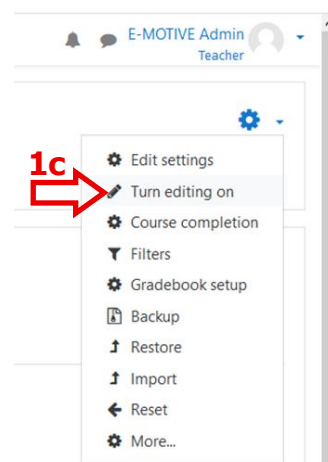 E-MOTIVE Admin
Teacher
1c
Edit settings
Turn editing on
Course completion
Filters
Gradebook setup
Backup
Restore
Import
Reset
More...